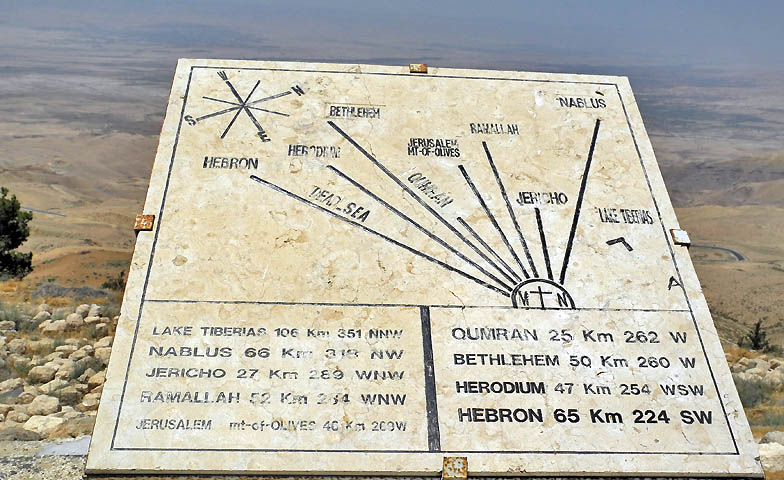 W N
S E
BETHLEHEM
NABLUS
RAMALLAH
JERUSALEM
MT-OF-OLIVES
HERODIUM
HEBRON
DEAD SEA
QUMRAN
JERICHO
LAKE TIBERIAS
M N
LAKE TIBERIAS 106 Km 351 NNW
NABLUS 66 Km NW
JERICHO 27 Km 289 WNW
RAMALLAH 52 Km WNW
JERUSALEM mt-of-OLIVES Km W
QUMRAN 25 Km 262 W
BETHLEHEM 50 Km 260 W
HERODIUM 47 Km 254 WSW
HEBRON 65 Km 224 SW